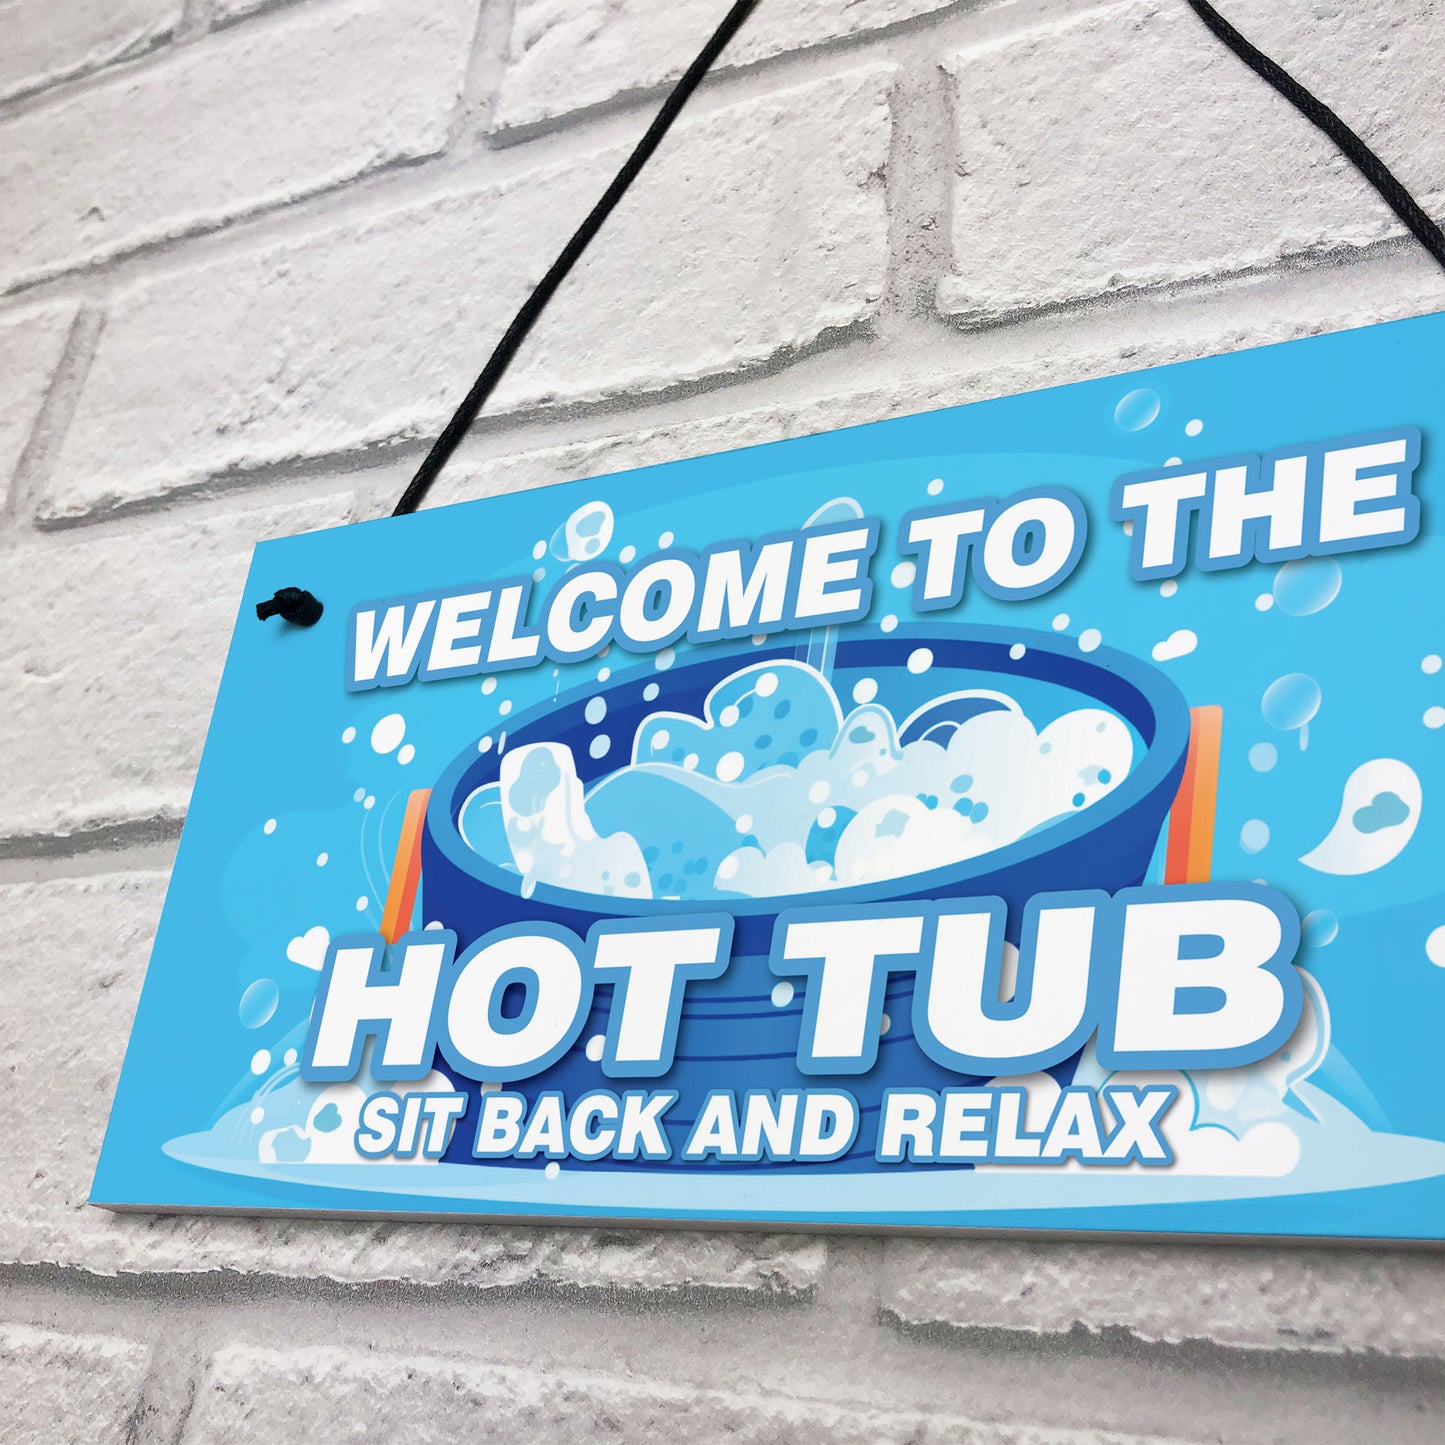 WELCOME TO THE
HOT TUB
SIT BACK AND RELAX